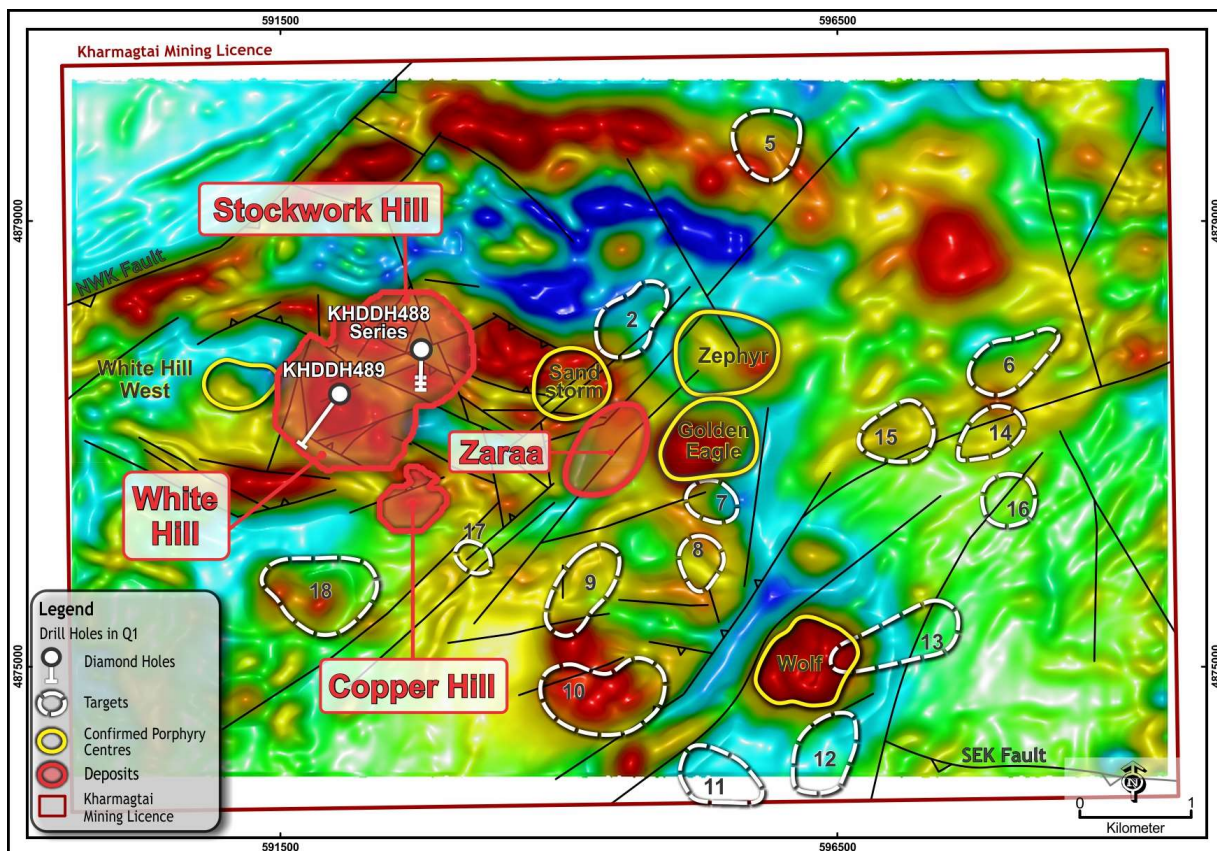 591500
596500
Kharmagtai Mining Licence
5
Stockwork Hill
4879000
4879000
NWK Fault
KHDDH488
Series
2
Zephyr
White Hill
West
KHDDH489
Sand
storm
6
Golden
Eagle
15
14
Zaraa
White
Hill
7
16
17
8
9
18
13
Wolf
4875000
4875000
Copper Hill
10
12
11
SEK Fault
Legend
Drill Holes in Q1
Diamond Holes
Targets
Confirmed Porphyry
Centres
Deposits
Kharmagtai
Mining Licence
N
0 1
Kilometer
591500
596500